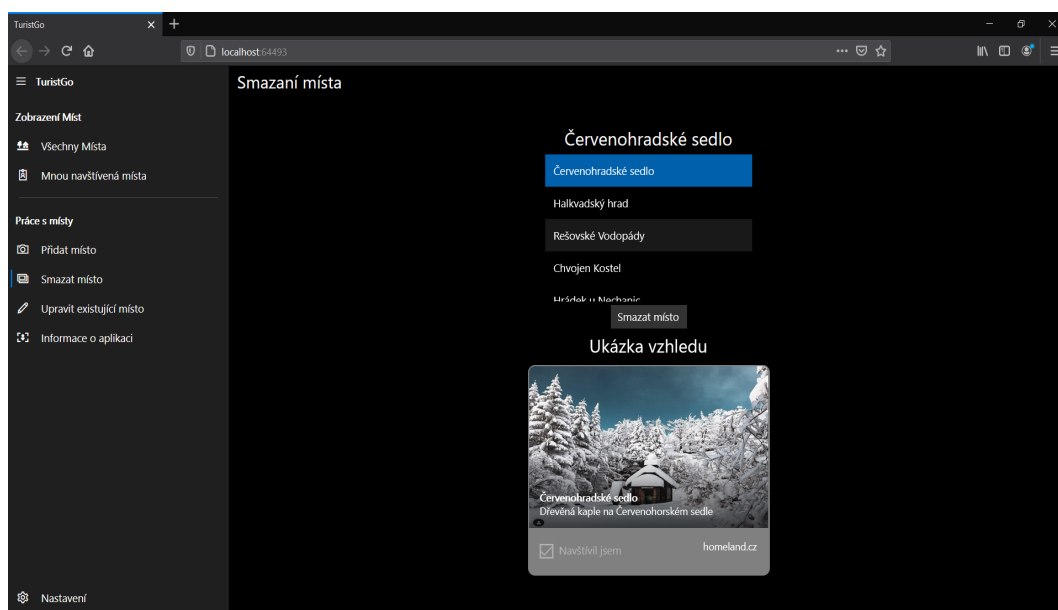 TuristGo
localhost:64493
TuristGo
Smazaní místa
Zobrazení Míst
Všechny Místa
Mnou navštívená místa
Práce s místy
Přidat místo
Smazat místo
Upravit existující místo
Informace o aplikaci
Nastavení
Červenohradské sedlo
Červenohradské sedlo
Halkvadský hrad
Rešovské Vodopády
Chvojen Kostel
Hrádek u Nechanic
Smazat místo
Ukázka vzhledu
Červenohradské sedlo
Dřevěná kaple na Červenohorském sedle
Navštívil jsem
homeland.cz